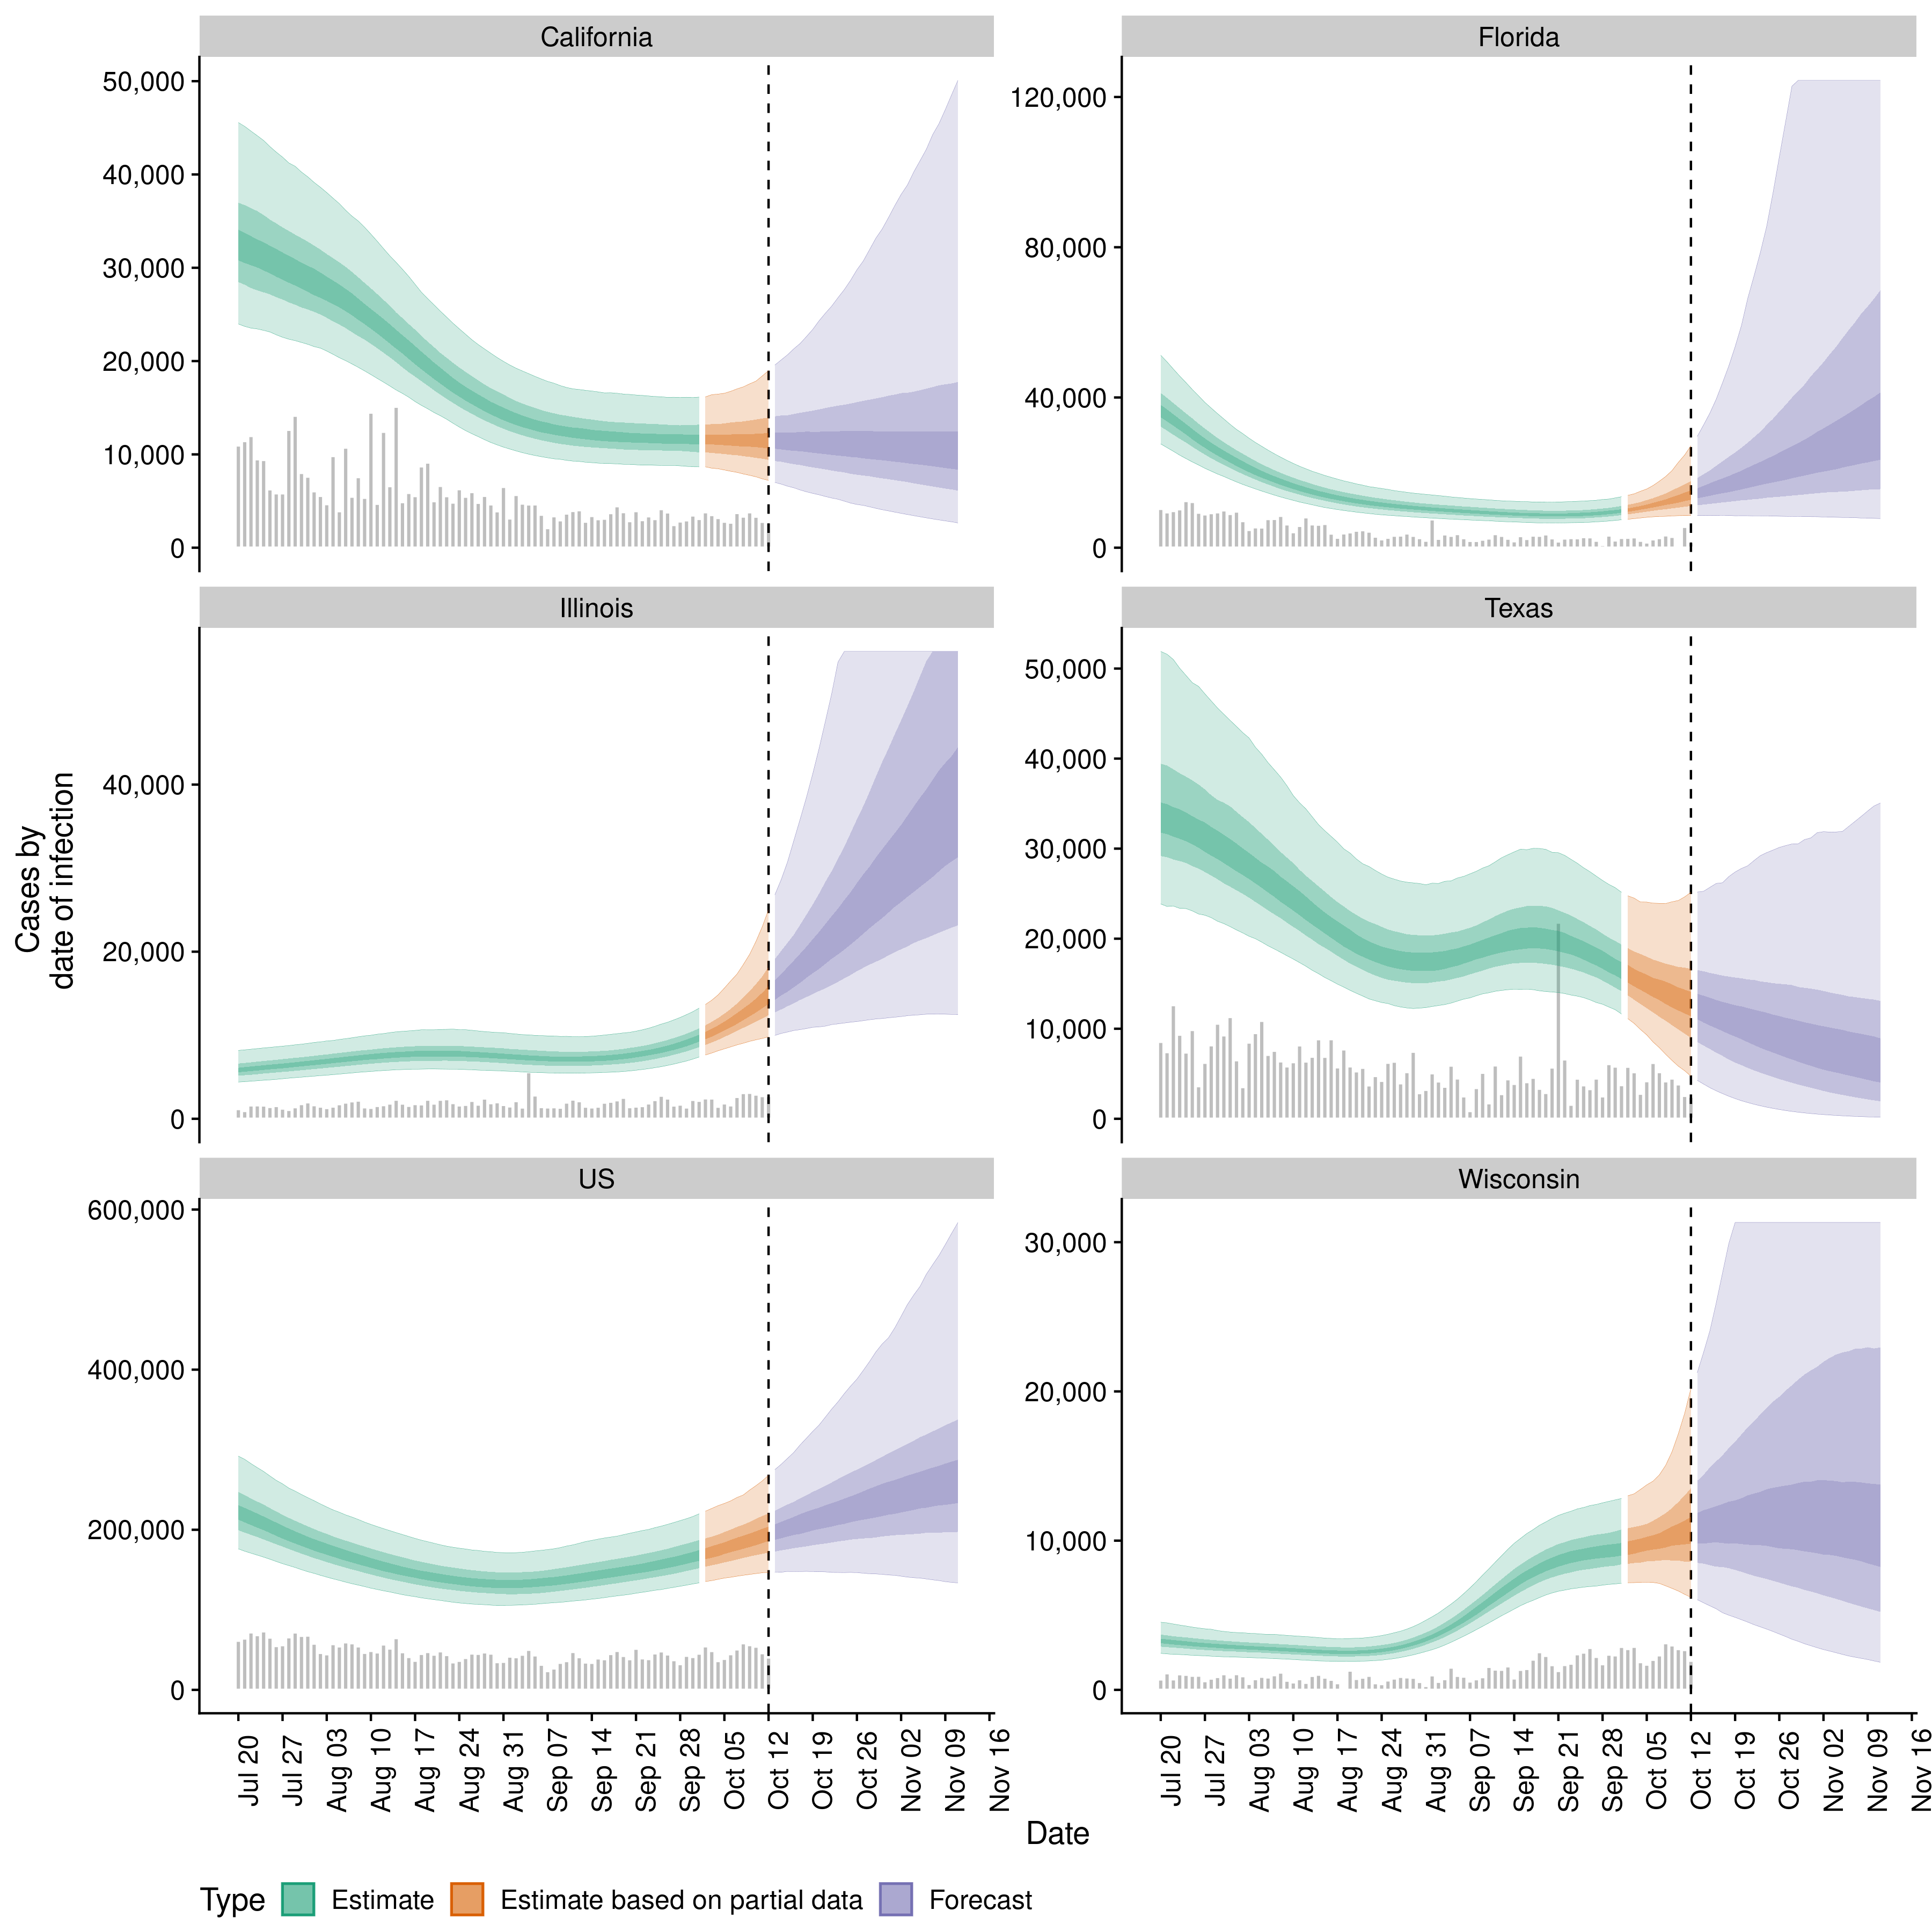 California
Florida
50,000
40,000
30,000
20,000
10,000
0
120,000
80,000
40,000
0
Illinois
Texas
40,000
20,000
0
50,000
40,000
30,000
20,000
10,000
0
US
Wisconsin
600,000
400,000
200,000
0
30,000
20,000
10,000
0
Cases by
date of infection
Jul 20
Jul 27
Aug 03
Aug 10
Aug 17
Aug 24
Aug 31
Sep 07
Sep 14
Sep 21
Sep 28
Oct 05
Oct 12
Oct 19
Oct 26
Nov 02
Nov 09
Nov 16
Jul 20
Jul 27
Aug 03
Aug 10
Aug 17
Aug 24
Aug 31
Sep 07
Sep 14
Sep 21
Sep 28
Oct 05
Oct 12
Oct 19
Oct 26
Nov 02
Nov 09
Nov 16
Date
Type Estimate Estimate based on partial data Forecast